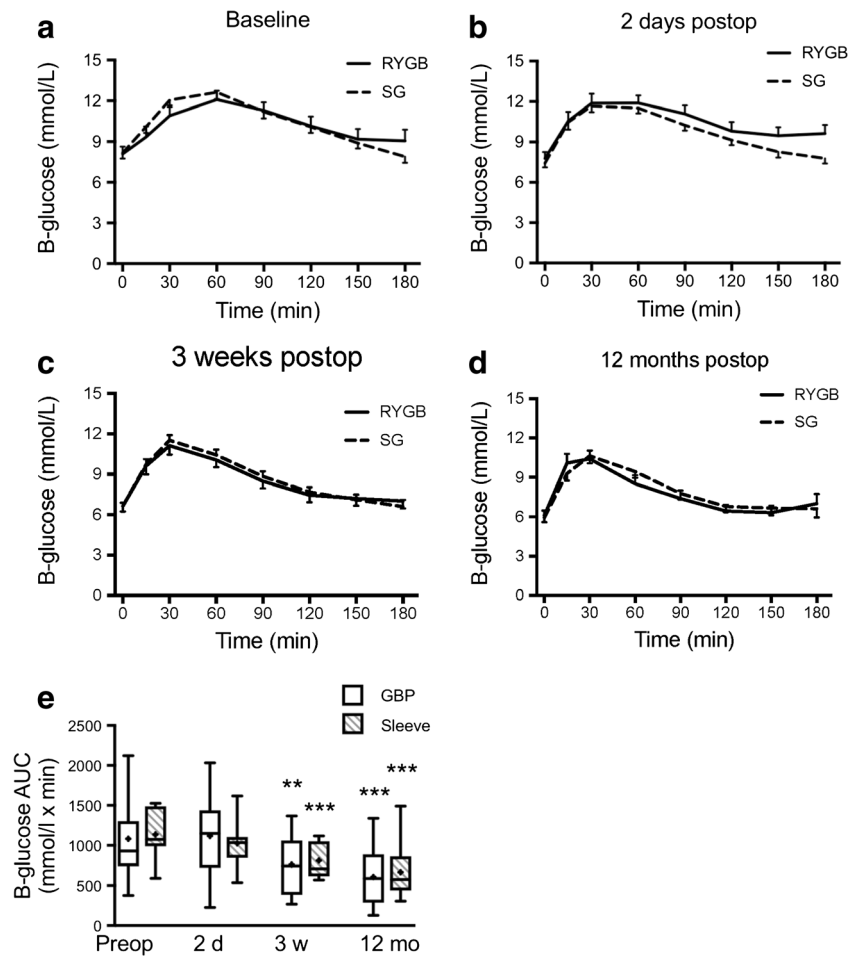 a
Baseline
B-glucose (mmol/L)
15
12
9
6
3
0
RYGB
SG
0 30 60 90 120 150 180
Time (min)
b
2 days postop
B-glucose (mmol/L)
15
12
9
6
3
0
RYGB
SG
0 30 60 90 120 150 180
Time (min)
c
3 weeks postop
B-glucose (mmol/L)
15
12
9
6
3
0
RYGB
SG
0 30 60 90 120 150 180
Time (min)
d
12 months postop
B-glucose (mmol/L)
15
12
9
6
3
0
RYGB
SG
0 30 60 90 120 150 180
Time (min)
e
GBP
Sleeve
B-glucose AUC
(mmol/l x min)
2500
2000
1500
1000
500
0
**
***
***
***
Preop 2 d 3 w 12 mo